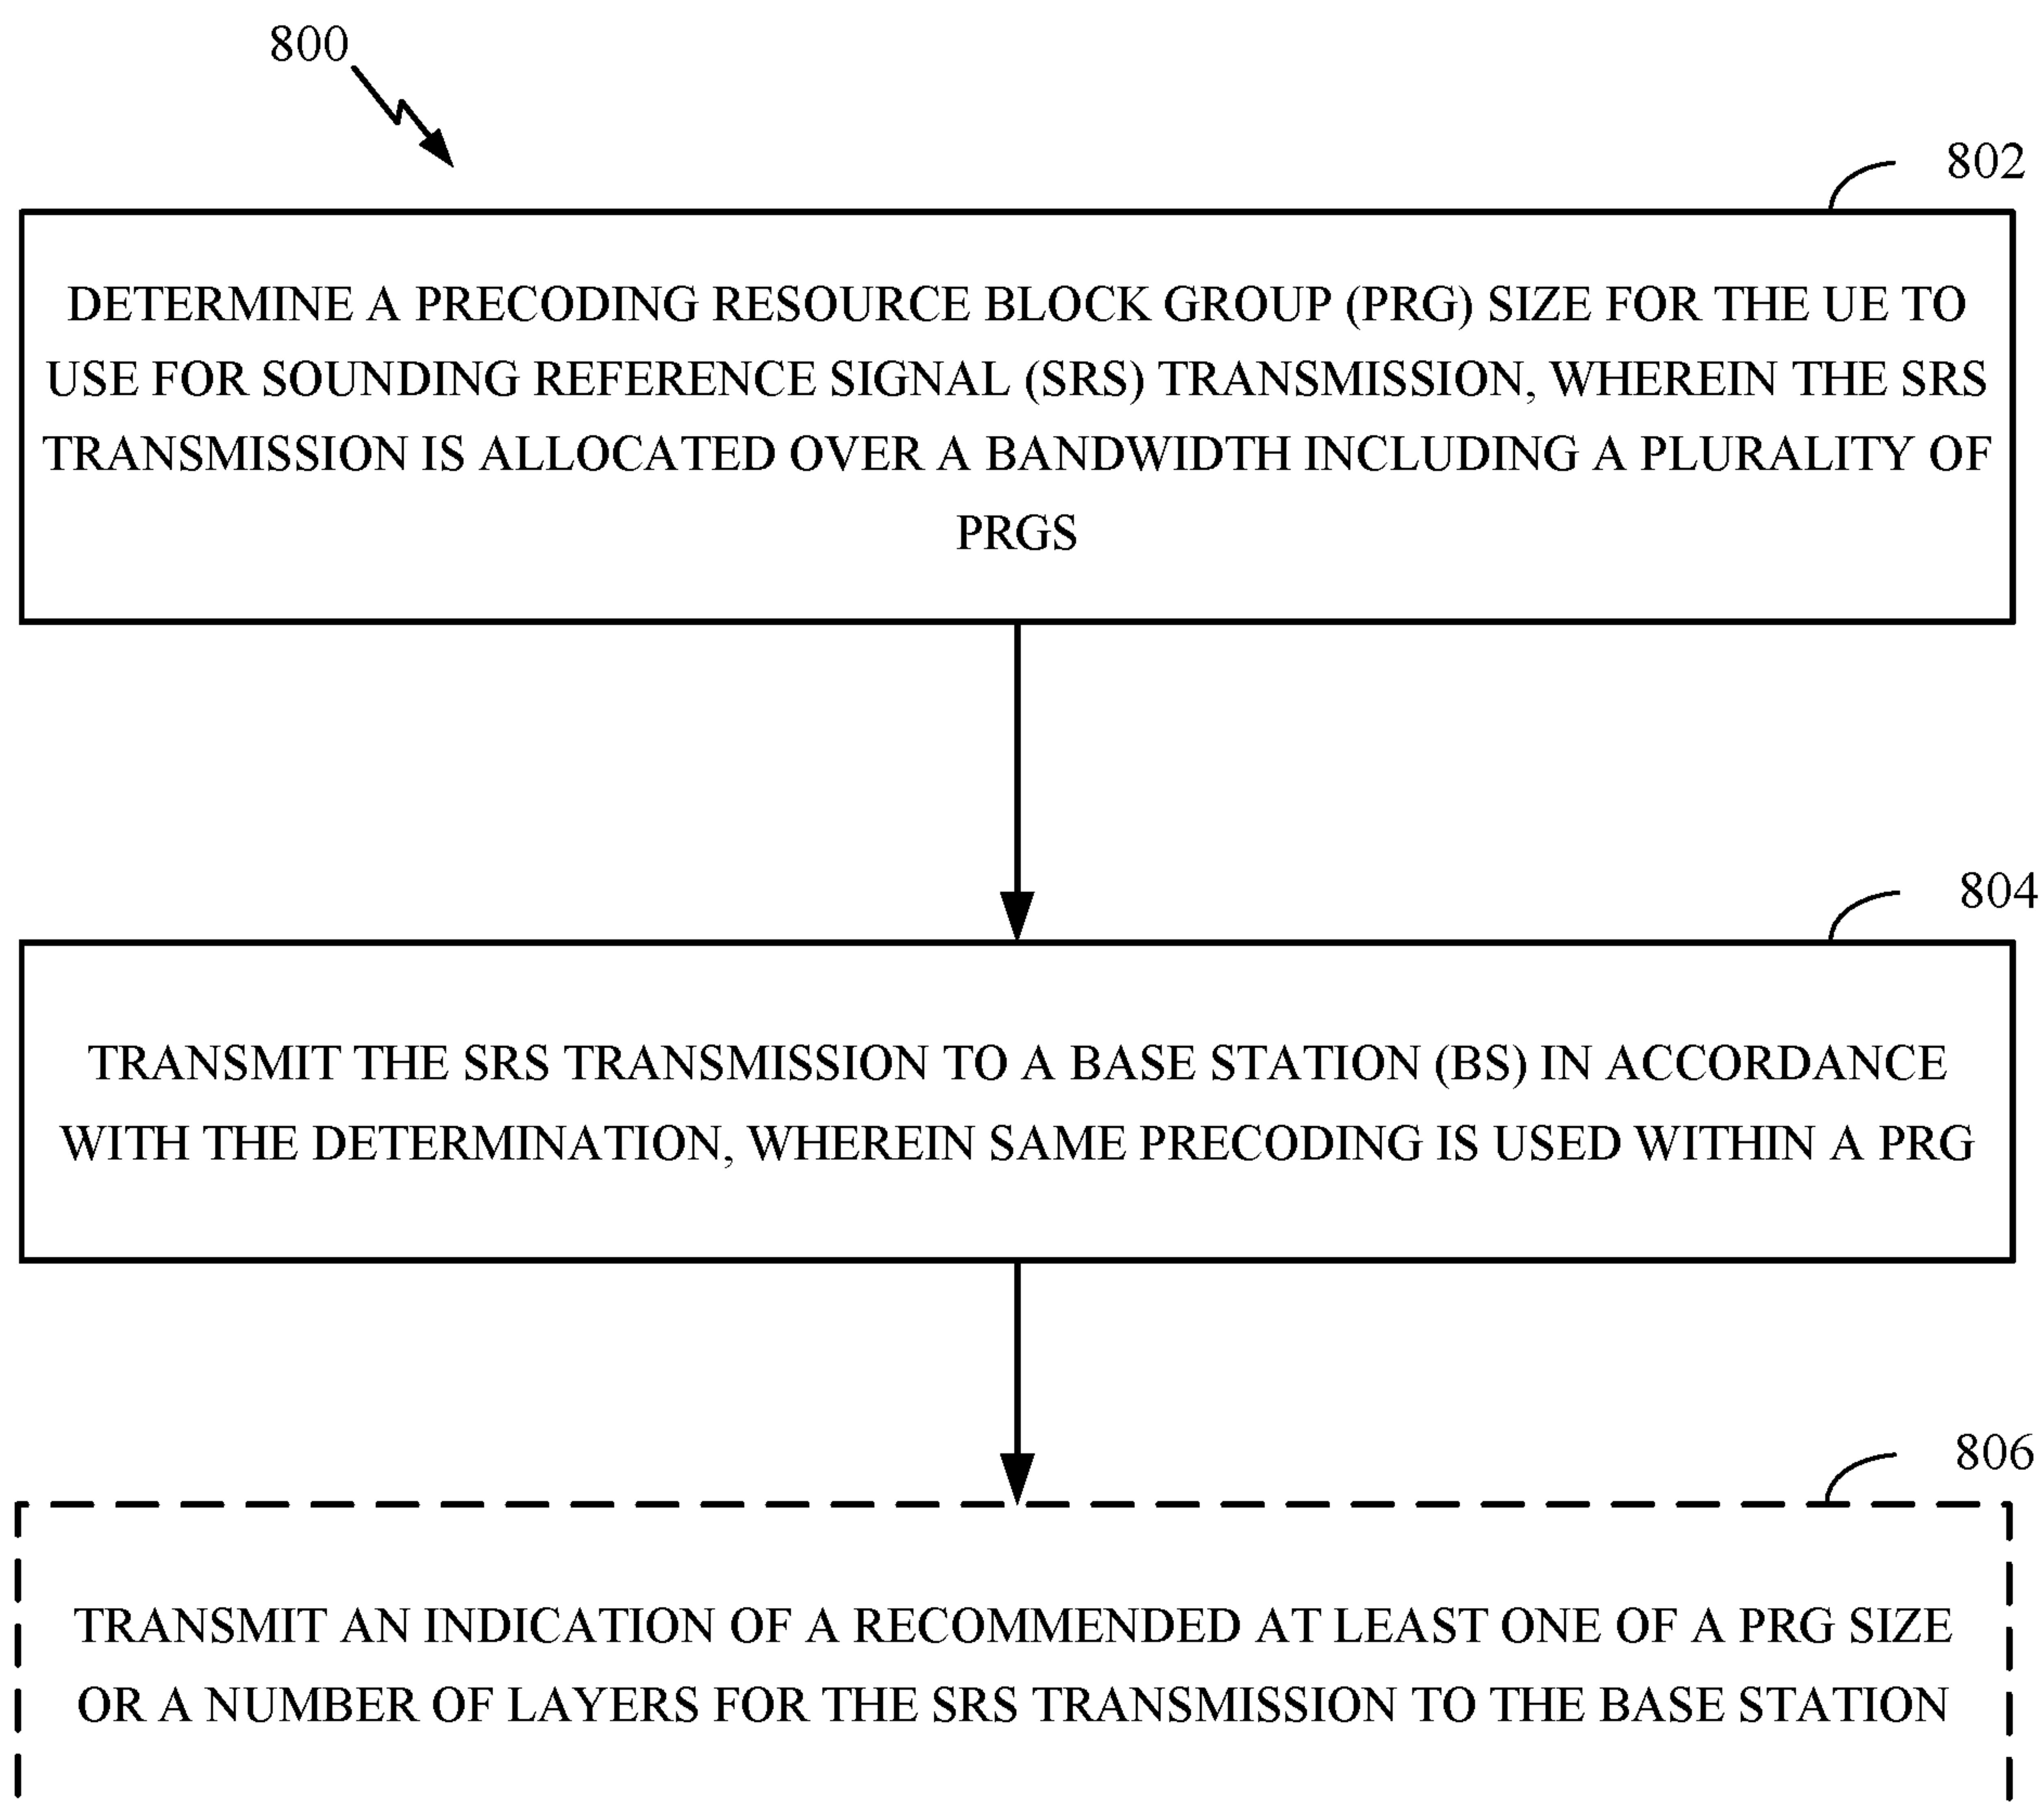 800
802
DETERMINE A PRECODING RESOURCE BLOCK GROUP (PRG) SIZE FOR THE UE TO
USE FOR SOUNDING REFERENCE SIGNAL (SRS) TRANSMISSION, WHEREIN THE SRS
TRANSMISSION IS ALLOCATED OVER A BANDWIDTH INCLUDING A PLURALITY OF
PRGS
804
TRANSMIT THE SRS TRANSMISSION TO A BASE STATION (BS) IN ACCORDANCE
WITH THE DETERMINATION, WHEREIN SAME PRECODING IS USED WITHIN A PRG
806
TRANSMIT AN INDICATION OF A RECOMMENDED AT LEAST ONE OF A PRG SIZE
OR A NUMBER OF LAYERS FOR THE SRS TRANSMISSION TO THE BASE STATION